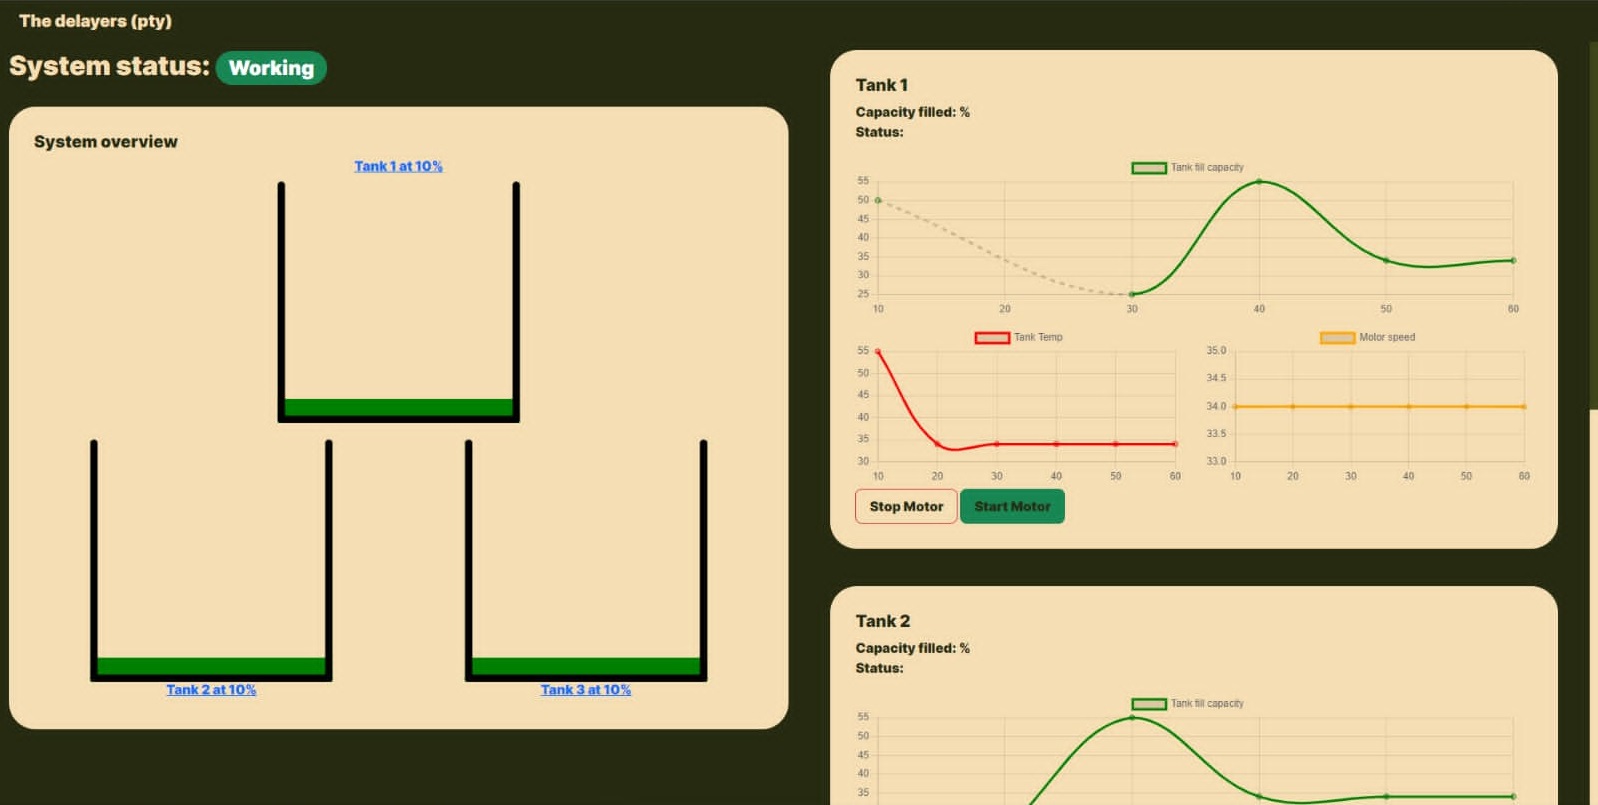 The delayers (pty)
System status: Working
System overview
Tank 1 at 10%
Tank 2 at 10%
Tank 3 at 10%
Tank 1
Capacity filled: %
Status:
Tank fill capacity
55
50
45
40
35
30
25
10 20 30 40 50 60
Tank Temp
55
50
45
40
35
30
10 20 30 40 50 60
Motor speed
35.0
34.5
34.0
33.5
33.0
10 20 30 40 50 60
Stop Motor Start Motor
Tank 2
Capacity filled: %
Status:
Tank fill capacity
55
50
45
40
35